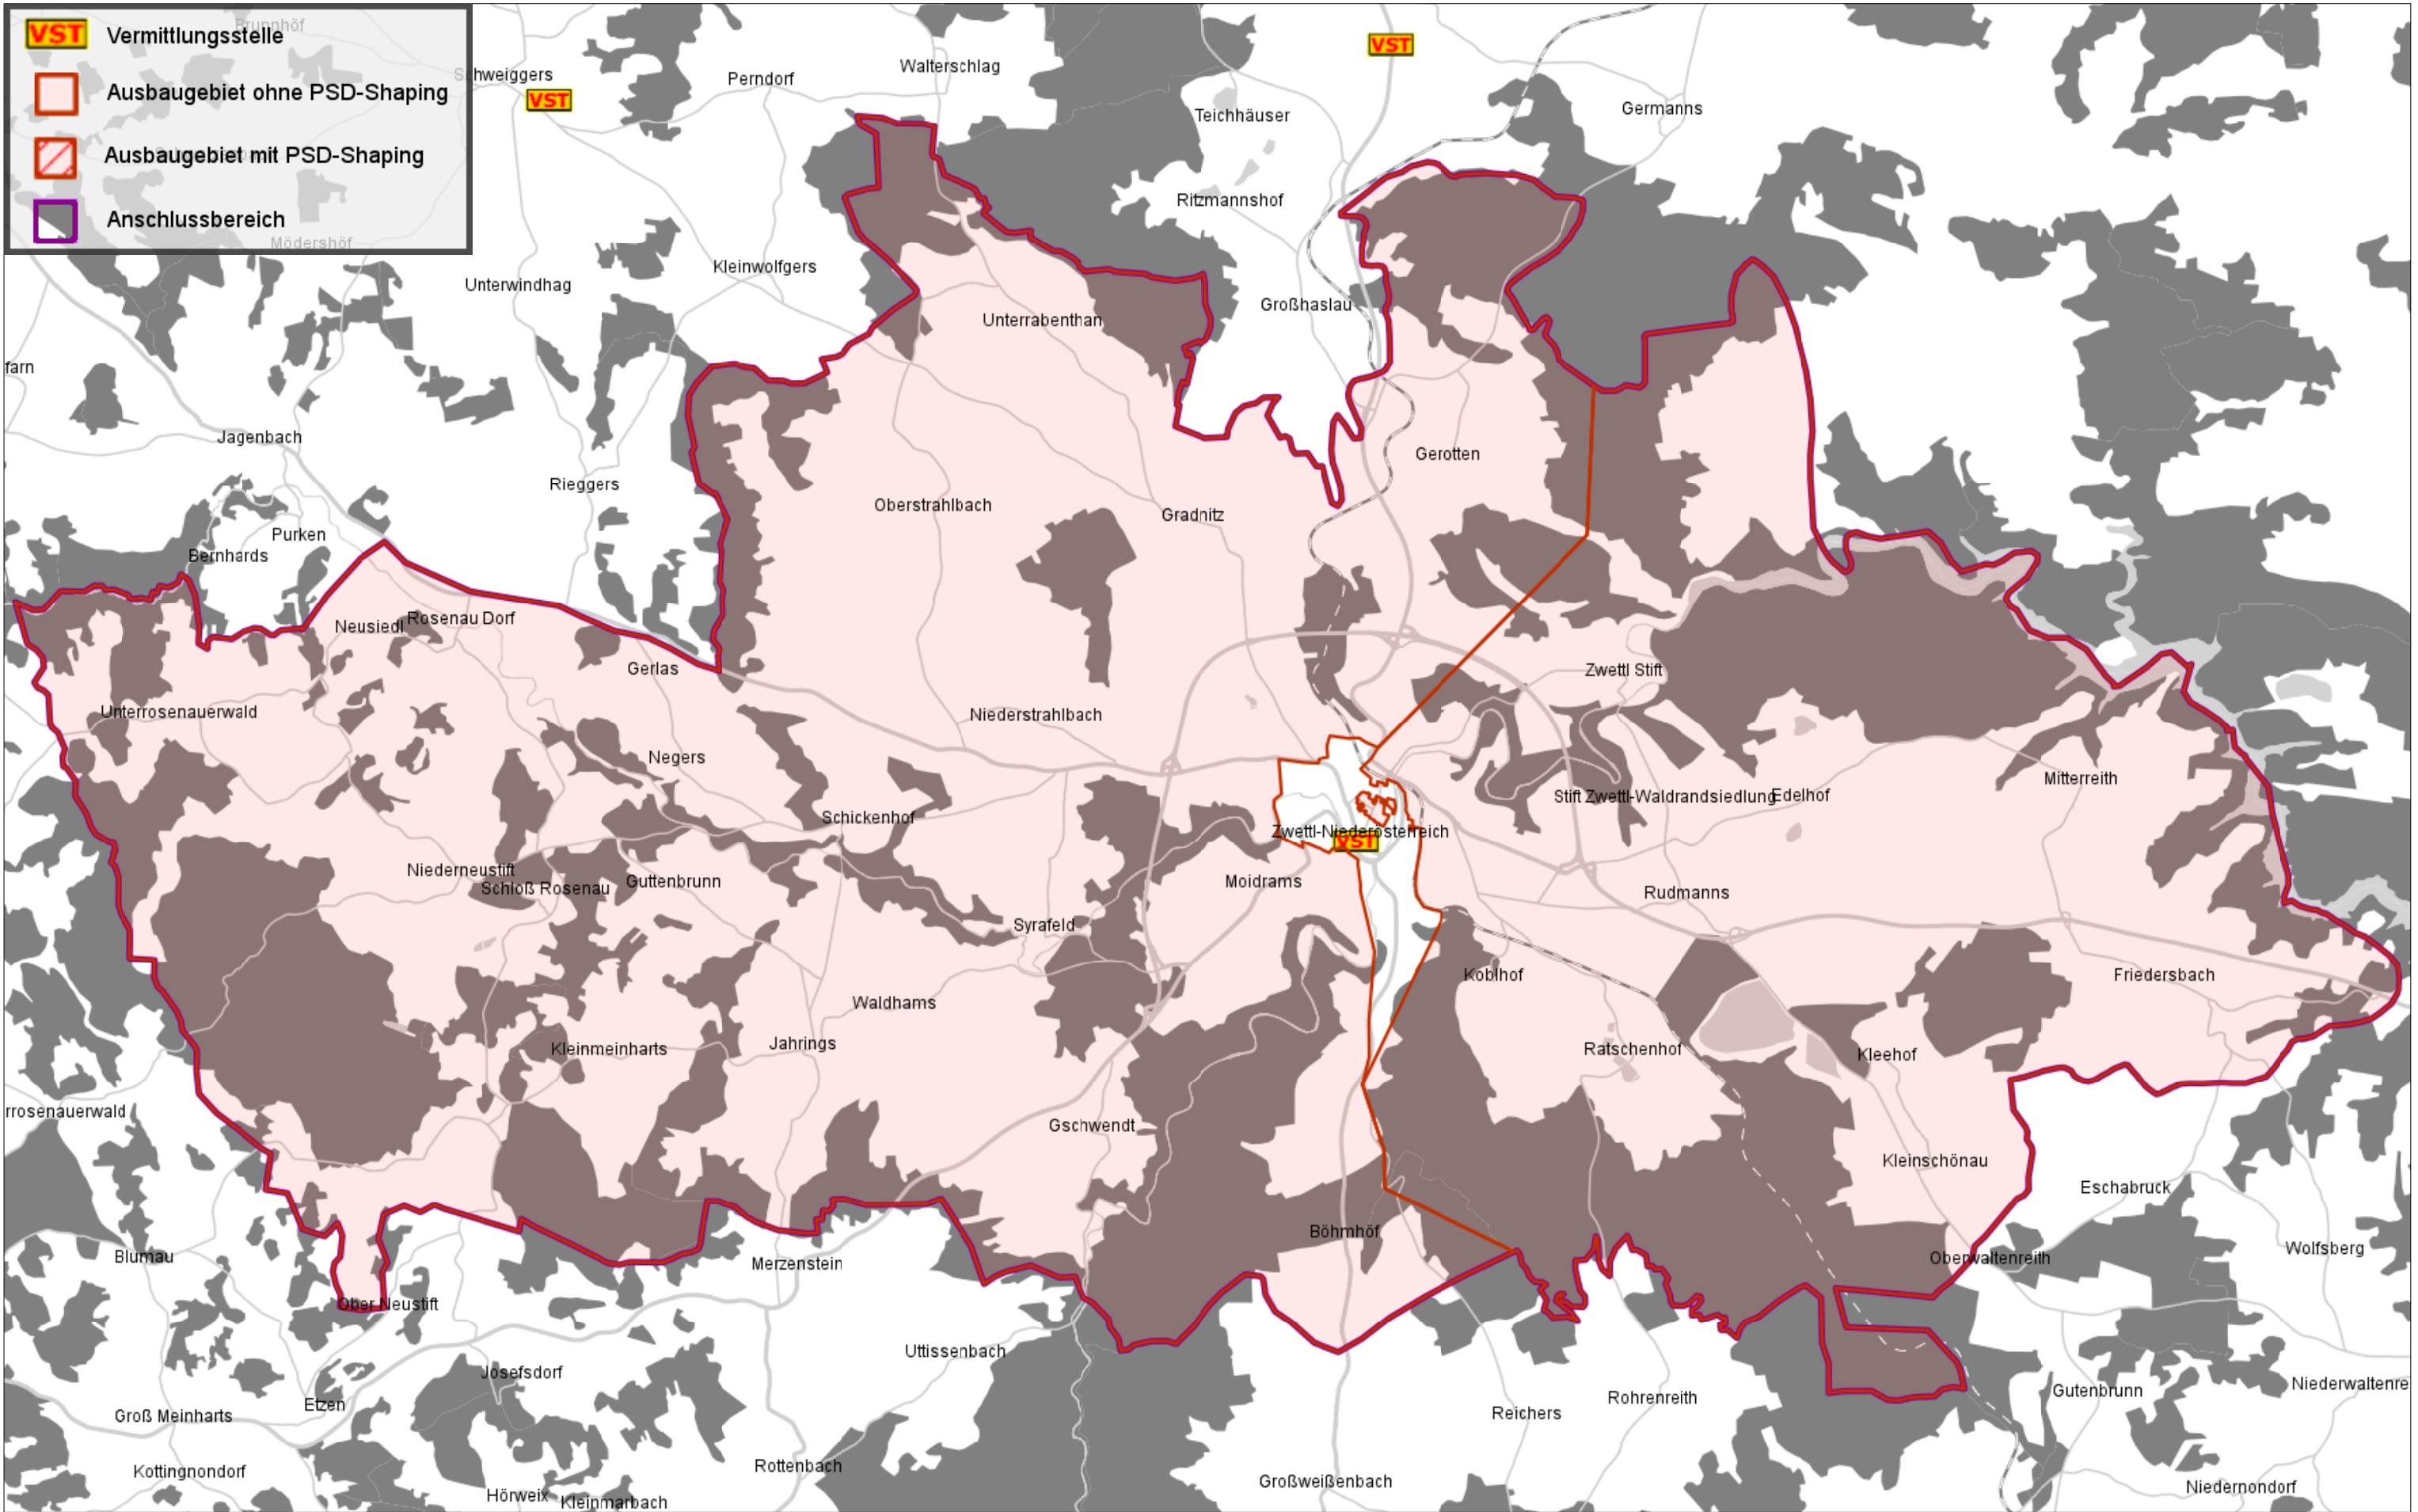 VST Vermittlungsstelle
Ausbaugebiet ohne PSD-Shaping
Ausbaugebiet mit PSD-Shaping
Anschlussbereich
Brunnhöf
Mödershöf
Schweiggers
VST
Perndorf
Walterschlag
VST
Teichhäuser
Germanns
Ritzmannshof
Kleinwolfgers
Unterwindhag
Großhaslau
Unterrabenthan
farn
Jagenbach
Rieggers
Gerotten
Oberstrahlbach
Gradnitz
Purken
Bernhards
Neusiedl
Rosenau Dorf
Gerlas
Zwettl Stift
Unterrosenauerwald
Niederstrahlbach
Negers
Mitterreith
Stift Zwettl-Waldrandsiedlung
Edelhof
Schickenhof
Zwettl-Niederösterreich
VST
Niederneustift
Schloß Rosenau
Guttenbrunn
Moidrams
Rudmanns
Syrafeld
Koblhof
Friedersbach
Waldhams
Jahrings
Kleinmeinharts
Ratschenhof
Kleehof
rrosenauerwald
Gschwendt
Kleinschönau
Eschabruck
Böhmhöf
Blumau
Merzenstein
Oberwaltenreith
Wolfsberg
Ober Neustift
Uttissenbach
Josefsdorf
Etzen
Groß Meinharts
Reichers
Rohrenreith
Gutenbrunn
Niederwaltenre
Kottingnondorf
Rottenbach
Großweißenbach
Niedernondorf
Hörweix
Kleinmarbach